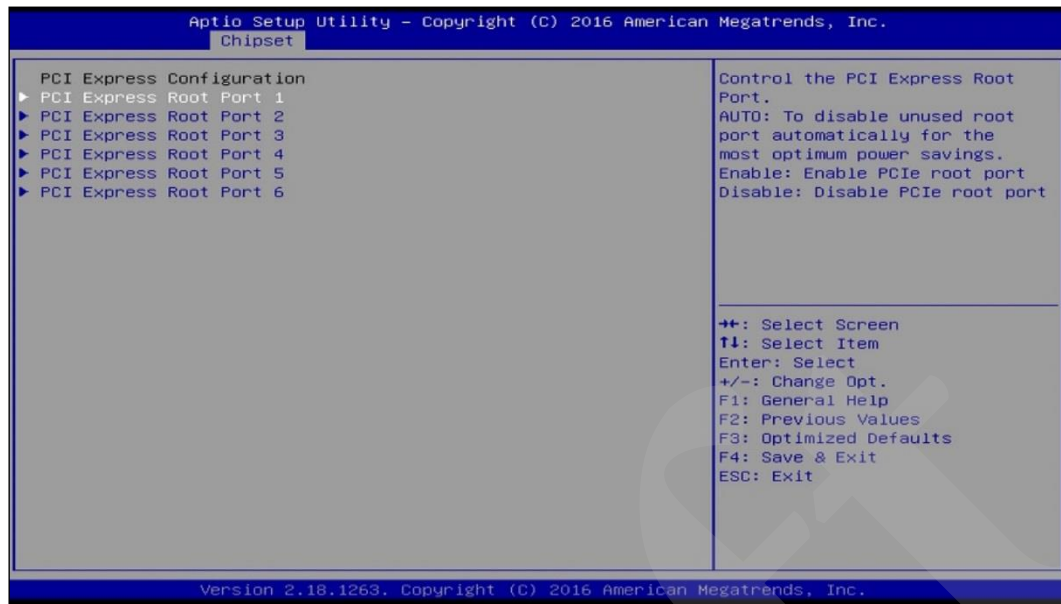 Aptio Setup Utility – Copyright (C) 2016 American Megatrends, Inc.
Chipset
PCI Express Configuration
PCI Express Root Port 1
PCI Express Root Port 2
PCI Express Root Port 3
PCI Express Root Port 4
PCI Express Root Port 5
PCI Express Root Port 6
Control the PCI Express Root
Port.
AUTO: To disable unused root
port automatically for the
most optimum power savings.
Enable: Enable PCIe root port
Disable: Disable PCIe root port
→←: Select Screen
↑↓: Select Item
Enter: Select
+/-: Change Opt.
F1: General Help
F2: Previous Values
F3: Optimized Defaults
F4: Save & Exit
ESC: Exit
Version 2.18.1263. Copyright (C) 2016 American Megatrends, Inc.